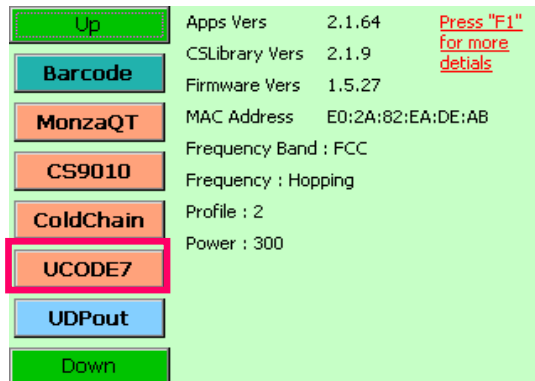 Up
Barcode
MonzaQT
CS9010
ColdChain
UCODE7
UDPout
Down
Apps Vers 2.1.64
CSLibrary Vers 2.1.9
Firmware Vers 1.5.27
MAC Address E0:2A:82:EA:DE:AB
Frequency Band : FCC
Frequency : Hopping
Profile : 2
Power : 300
Press "F1"
for more
detials